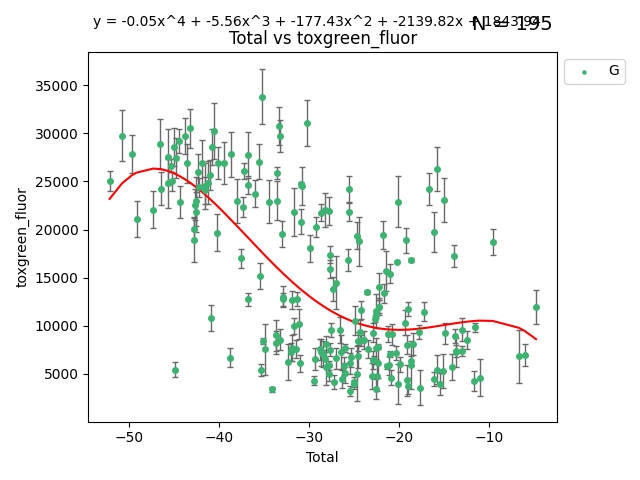 y = -0.05x^4 + -5.56x^3 + -177.43x^2 + -2139.82x + 
N = 195
Total vs toxgreen_fluor
G
35000
30000
25000
20000
15000
10000
5000
toxgreen_fluor
−50
−40
−30
−20
−10
Total